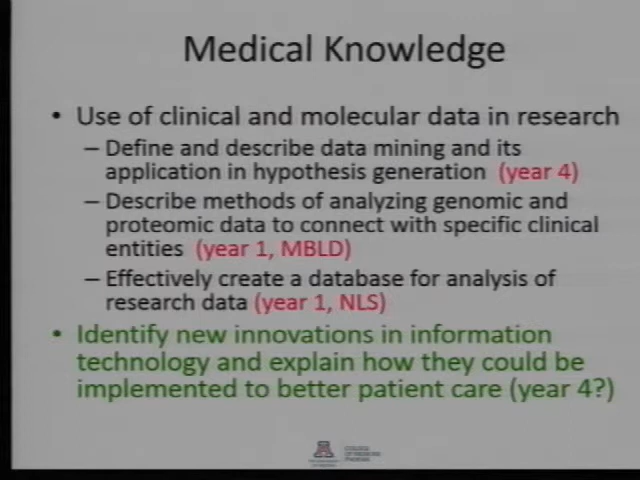 Medical Knowledge
• Use of clinical and molecular data in research
– Define and describe data mining and its
application in hypothesis generation (year 4)
– Describe methods of analyzing genomic and
proteomic data to connect with specific clinical
entities (year 1, MBLD)
– Effectively create a database for analysis of
research data (year 1, NLS)
• Identify new innovations in information
technology and explain how they could be
implemented to better patient care (year 4?)